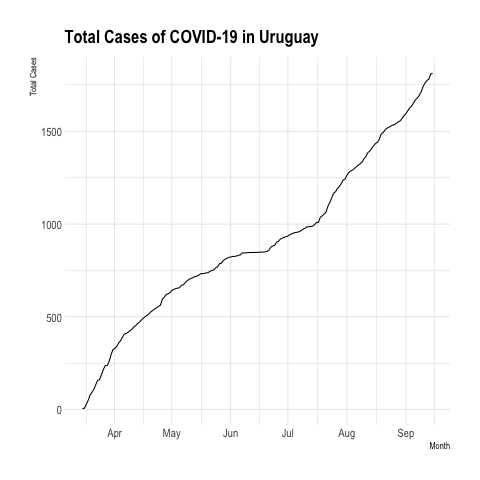 Total Cases of COVID-19 in Uruguay
Total Cases
1500
1000
500
0
Apr May Jun Jul Aug Sep
Month